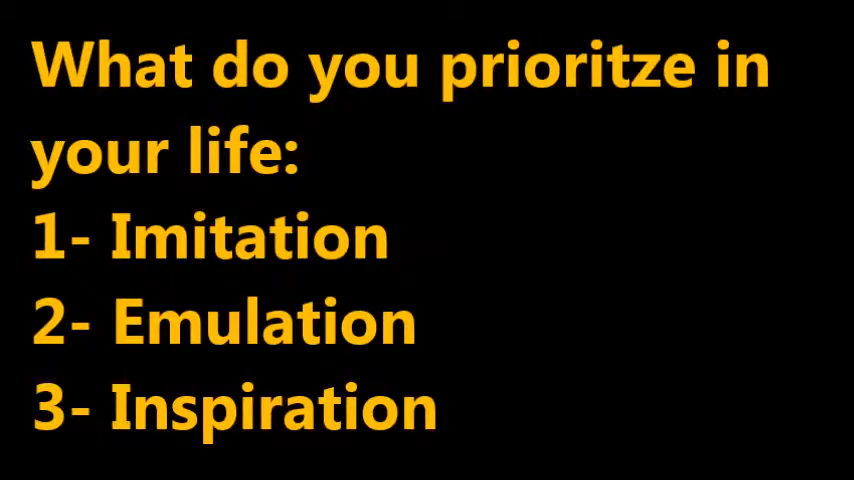 What do you prioritze in
your life:
1- Imitation
2- Emulation
3- Inspiration